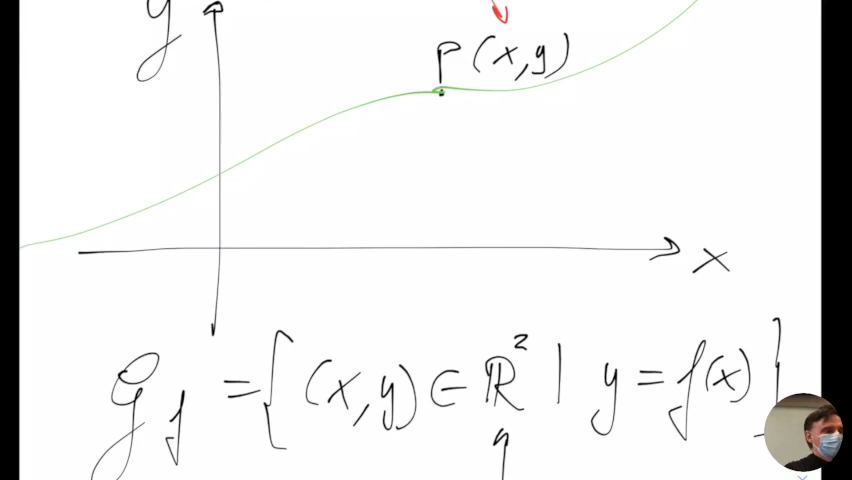 y
P(x,y)
x
𝒢_f = {(x,y) ∈ ℝ² | y = f(x)}